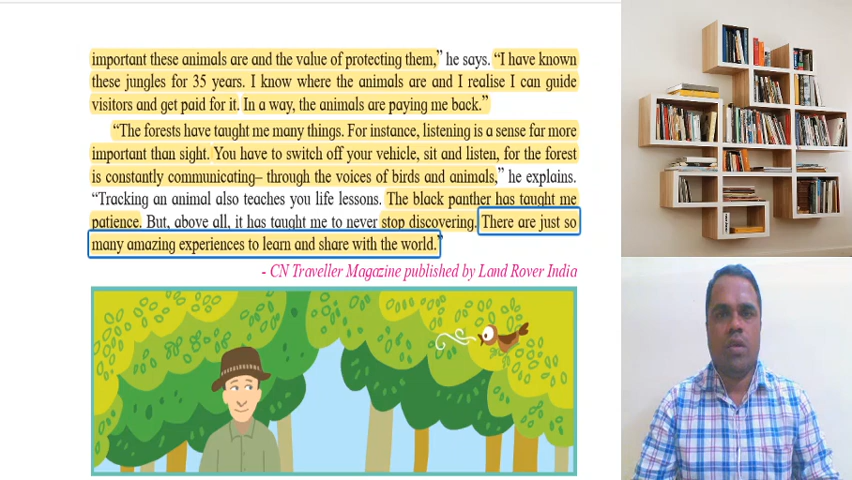 important these animals are and the value of protecting them,” he says. “I have known
these jungles for 35 years. I know where the animals are and I realise I can guide
visitors and get paid for it. In a way, the animals are paying me back.”
“The forests have taught me many things. For instance, listening is a sense far more
important than sight. You have to switch off your vehicle, sit and listen, for the forest
is constantly communicating– through the voices of birds and animals,” he explains.
“Tracking an animal also teaches you life lessons. The black panther has taught me
patience. But, above all, it has taught me to never stop discovering. There are just so
many amazing experiences to learn and share with the world.”
- CN Traveller Magazine published by Land Rover India